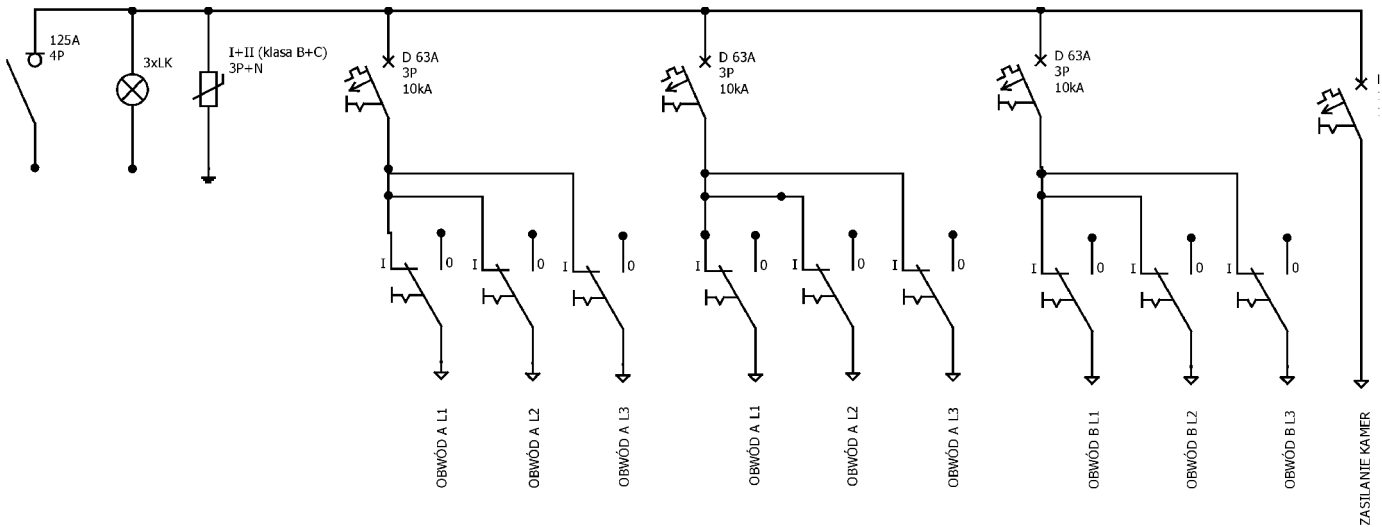 125A
4P
3xLK
I+II (klasa B+C)
3P+N
D 63A
3P
10kA
D 63A
3P
10kA
D 63A
3P
10kA
I
0
I
0
I
0
I
0
I
0
I
0
I
0
I
0
I
0
OBWÓD A L1
OBWÓD A L2
OBWÓD A L3
OBWÓD A L1
OBWÓD A L2
OBWÓD A L3
OBWÓD B L1
OBWÓD B L2
OBWÓD B L3
ZASILANIE KAMER